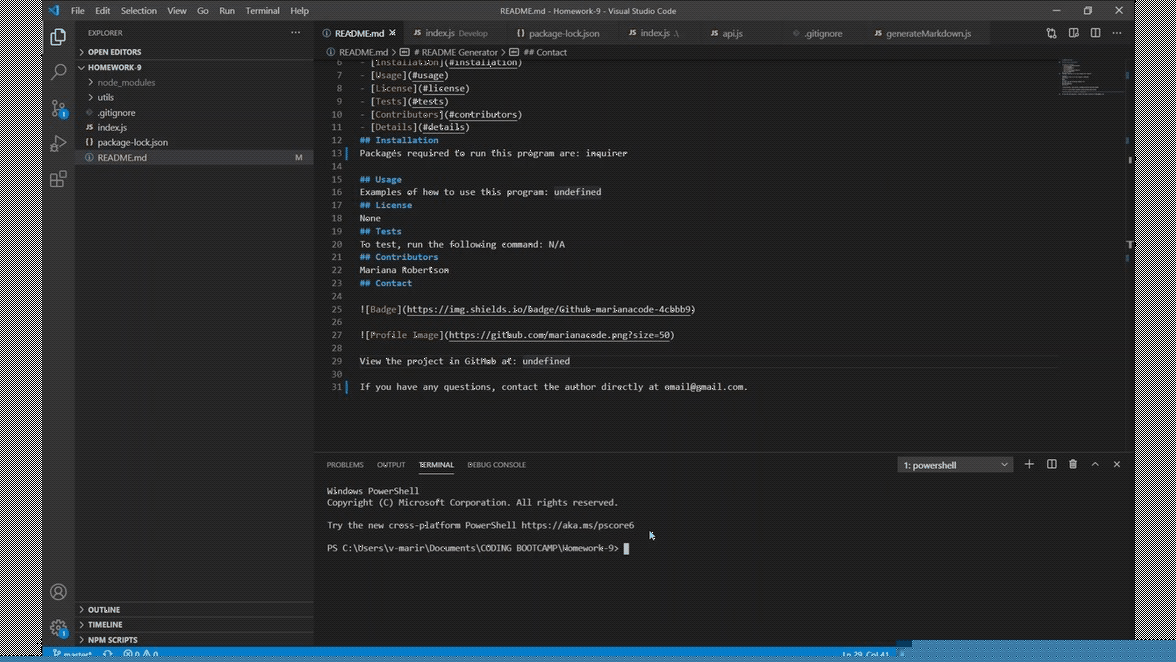 File Edit Selection View Go Run Terminal Help
README.md - Homework-9 - Visual Studio Code
EXPLORER
OPEN EDITORS
HOMEWORK-9
node_modules
utils
.gitignore
index.js
package-lock.json
README.md M
OUTLINE
TIMELINE
NPM SCRIPTS
README.md index.js Develop package-lock.json index.js .\ api.js .gitignore generateMarkdown.js
README.md > # README Generator > ## Contact
6 - [Installation](#installation)
7 - [Usage](#usage)
8 - [License](#license)
9 - [Tests](#tests)
10 - [Contributors](#contributors)
11 - [Details](#details)
12 ## Installation
13 Packages required to run this program are: inquirer
14
15 ## Usage
16 Examples of how to use this program: undefined
17 ## License
18 None
19 ## Tests
20 To test, run the following command: N/A
21 ## Contributors
22 Mariana Robertson
23 ## Contact
24
25 ![Badge](https://img.shields.io/badge/Github-marianacode-4cbbb9)
26
27 ![Profile Image](https://github.com/marianacode.png?size=50)
28
29 View the project in GitHub at: undefined
30
31 If you have any questions, contact the author directly at email@gmail.com.
PROBLEMS OUTPUT TERMINAL DEBUG CONSOLE 1: powershell
Windows PowerShell
Copyright (C) Microsoft Corporation. All rights reserved.
Try the new cross-platform PowerShell https://aka.ms/pscore6
PS C:\Users\v-marir\Documents\CODING BOOTCAMP\Homework-9>
master* 0 0 Ln 29, Col 41